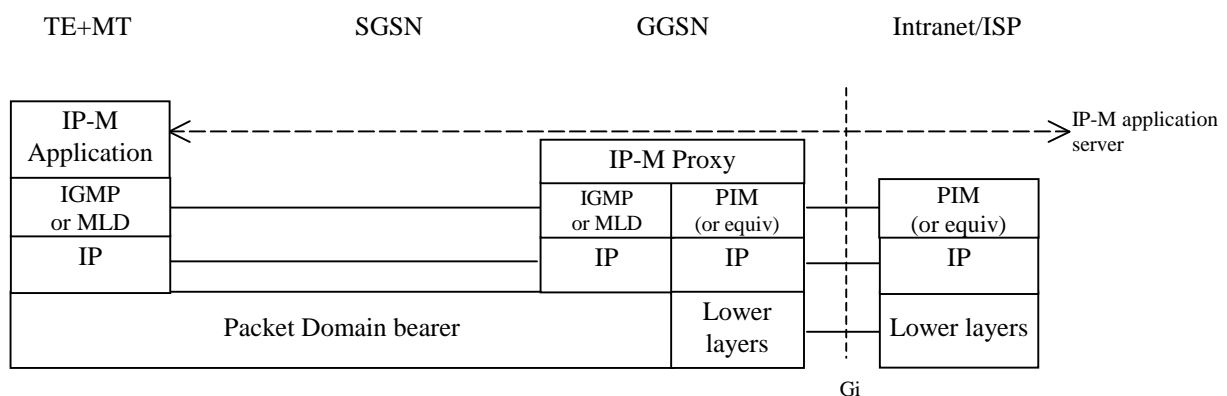 TE+MT
SGSN
GGSN
Intranet/ISP
IP-M
Application
IP-M application
server
IP-M Proxy
IGMP
or MLD
IGMP
or MLD
PIM
(or equiv)
PIM
(or equiv)
IP
IP
IP
IP
Packet Domain bearer
Lower
layers
Lower layers
Gi